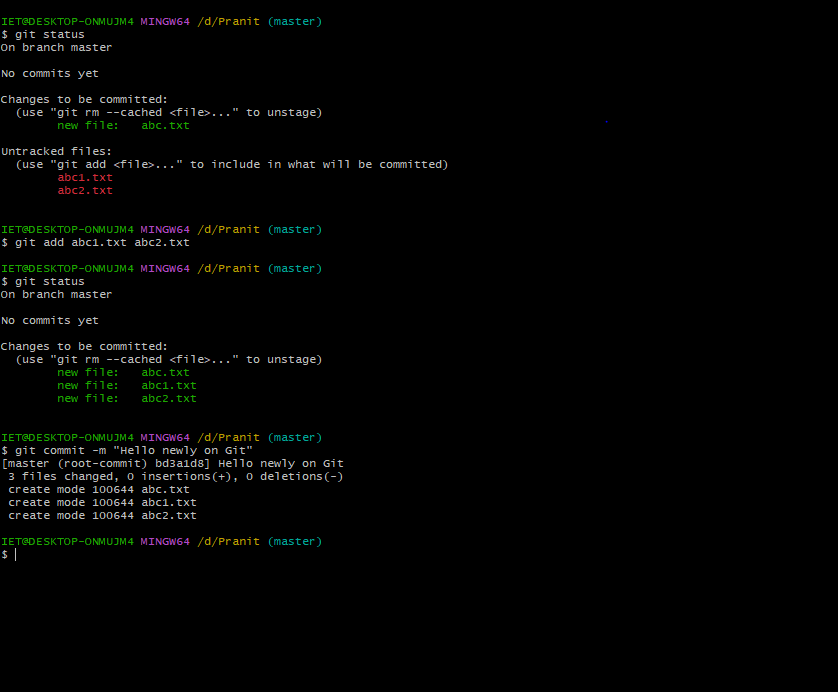 IET@DESKTOP-ONMUJM4 MINGW64 /d/Pranit (master)
$ git status
On branch master
No commits yet
Changes to be committed:
  (use "git rm --cached <file>..." to unstage)
        new file:   abc.txt
Untracked files:
  (use "git add <file>..." to include in what will be committed)
        abc1.txt
        abc2.txt
IET@DESKTOP-ONMUJM4 MINGW64 /d/Pranit (master)
$ git add abc1.txt abc2.txt
IET@DESKTOP-ONMUJM4 MINGW64 /d/Pranit (master)
$ git status
On branch master
No commits yet
Changes to be committed:
  (use "git rm --cached <file>..." to unstage)
        new file:   abc.txt
        new file:   abc1.txt
        new file:   abc2.txt
IET@DESKTOP-ONMUJM4 MINGW64 /d/Pranit (master)
$ git commit -m "Hello newly on Git"
[master (root-commit) bd3a1d8] Hello newly on Git
 3 files changed, 0 insertions(+), 0 deletions(-)
 create mode 100644 abc.txt
 create mode 100644 abc1.txt
 create mode 100644 abc2.txt
IET@DESKTOP-ONMUJM4 MINGW64 /d/Pranit (master)
$